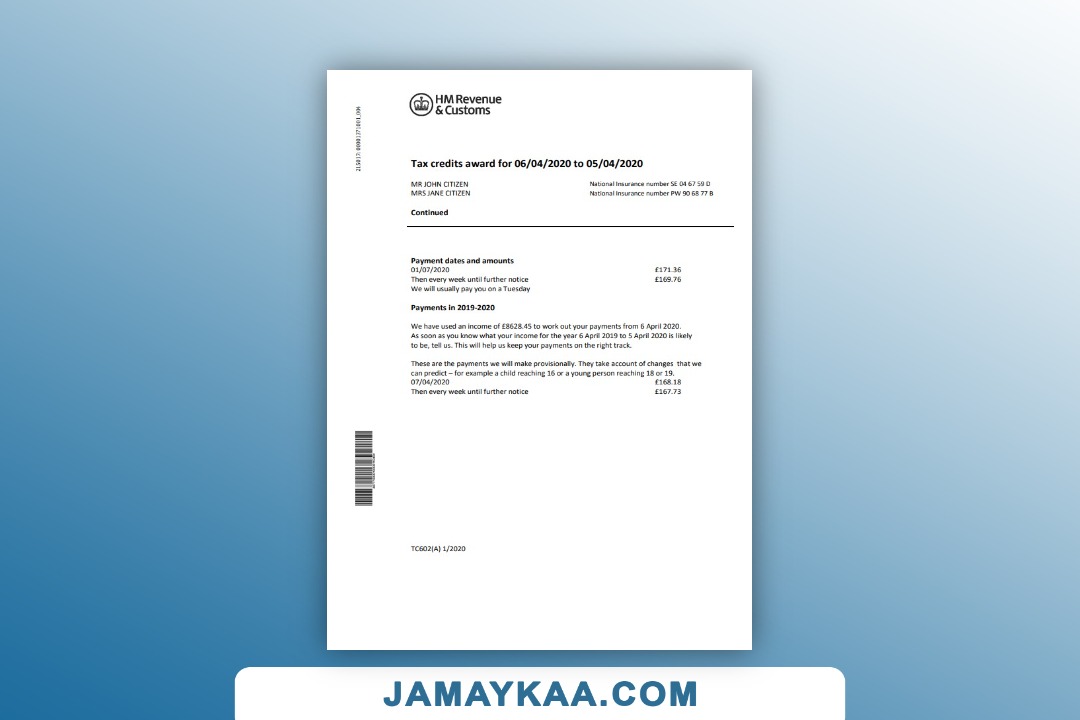 HM Revenue
& Customs
Tax credits award for 06/04/2020 to 05/04/2020
MR JOHN CITIZEN
National Insurance number SE 04 67 59 D
MRS JANE CITIZEN
National Insurance number PW 90 68 77 B
Continued
Payment dates and amounts
01/07/2020 £171.36
Then every week until further notice £169.76
We will usually pay you on a Tuesday
Payments in 2019-2020
We have used an income of £8628.45 to work out your payments from 6 April 2020.
As soon as you know what your income for the year 6 April 2019 to 5 April 2020 is likely
to be, tell us. This will help us keep your payments on the right track.
These are the payments we will make provisionally. They take account of changes that we
can predict – for example a child reaching 16 or a young person reaching 18 or 19.
07/04/2020 £168.18
Then every week until further notice £167.73
TC602(A) 1/2020
JAMAYKAA.COM